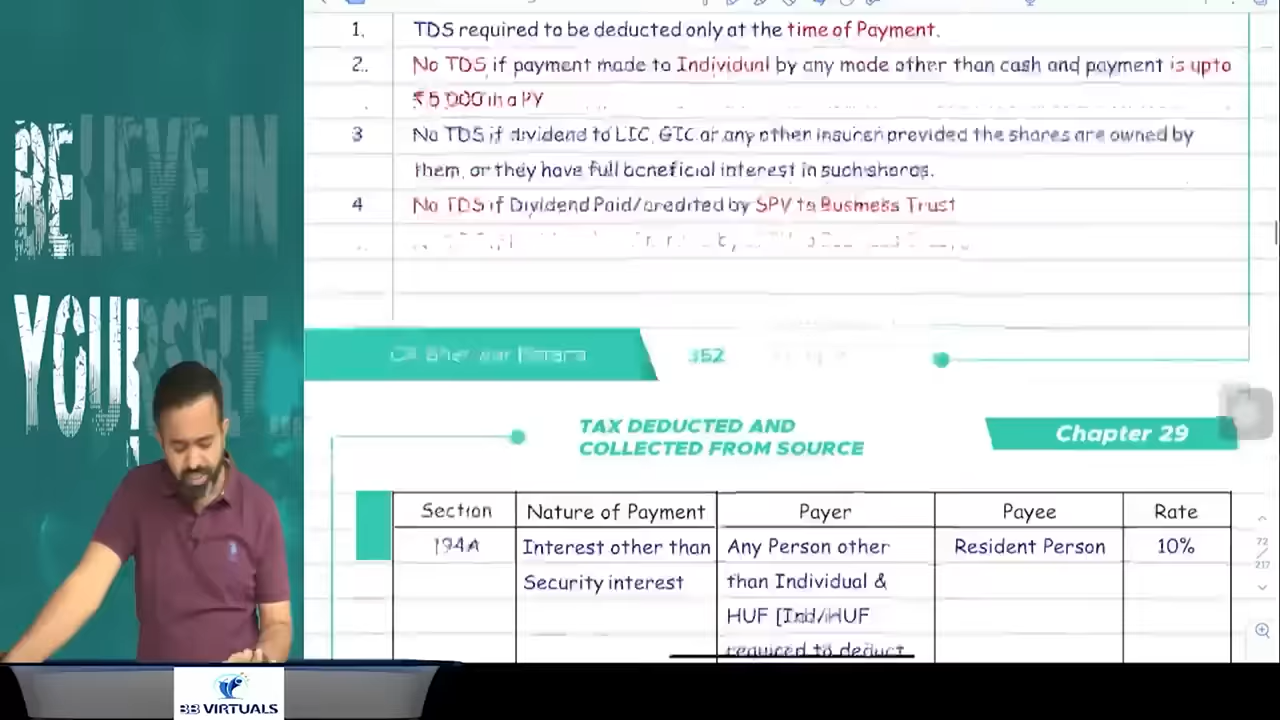 BELIEVE IN
YOURSELF...
BB VIRTUALS
1. TDS required to be deducted only at the time of Payment.
2. No TDS if payment made to Individual by any mode other than cash and payment is upto
₹5,000 in a PY
3 No TDS if dividend to LIC, GIC or any other insurer provided the shares are owned by
them, or they have full beneficial interest in such shares.
4 No TDS if Dividend Paid/credited by SPV to Business Trust
352
TAX DEDUCTED AND
COLLECTED FROM SOURCE
Chapter 29
Section Nature of Payment Payer Payee Rate
194A Interest other than Any Person other Resident Person 10%
Security interest than Individual &
HUF [Ind/HUF
required to deduct
72
217